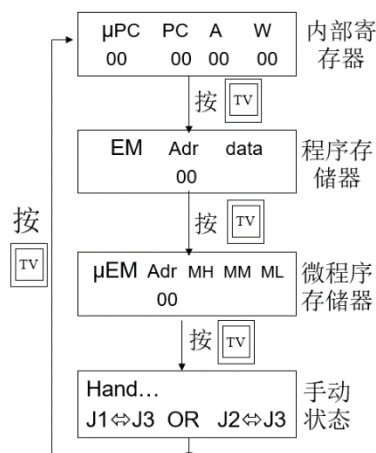 μPC PC A W
00 00 00 00
内部寄
存器
按 TV
EM Adr data
00
程序存
储器
按 TV
按
TV
μEM Adr MH MM ML
00
微程序
存储器
按 TV
Hand…
J1⇔J3 OR J2⇔J3
手动
状态